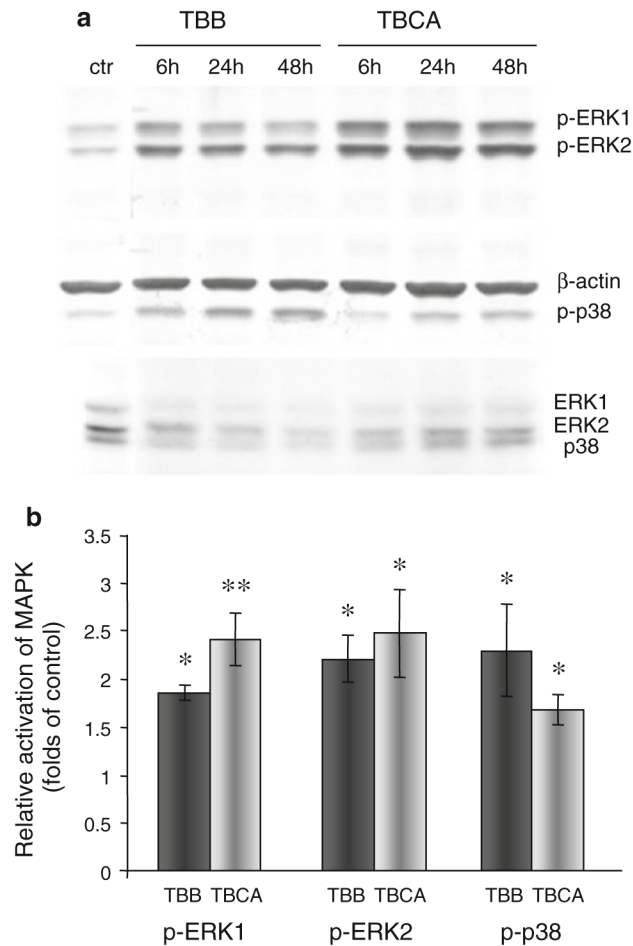 a
TBB TBCA
ctr 6h 24h 48h 6h 24h 48h
p-ERK1
p-ERK2
β-actin
p-p38
ERK1
ERK2
p38
b
Relative activation of MAPK
(folds of control)
3.5
3
2.5
2
1.5
1
0.5
0
* ** * * * *
TBB TBCA TBB TBCA TBB TBCA
p-ERK1 p-ERK2 p-p38